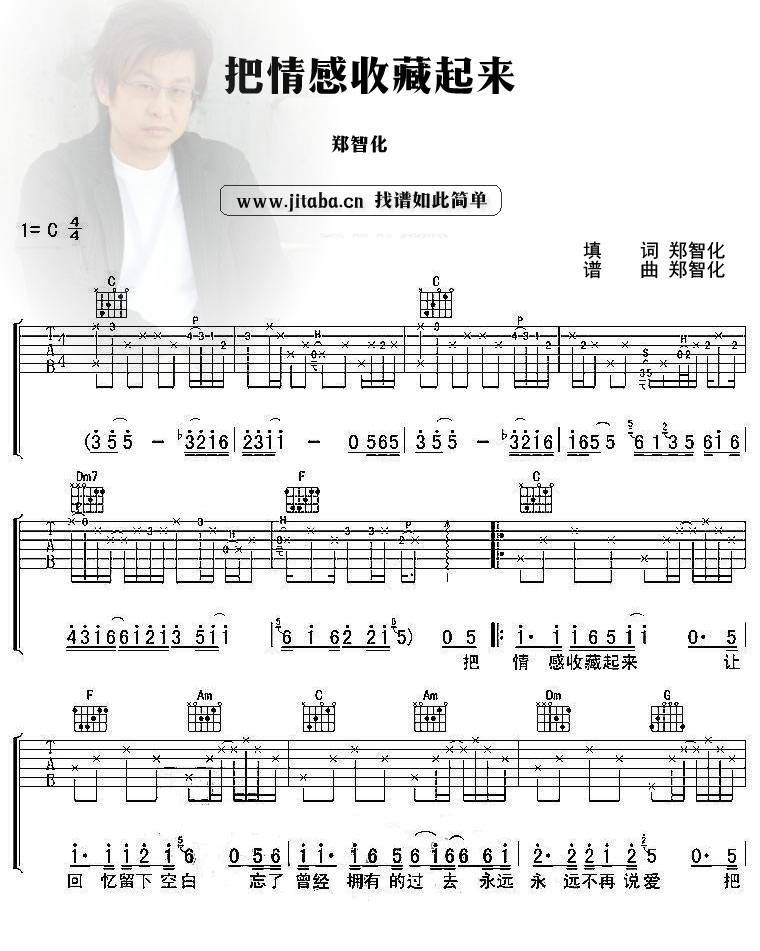 把情感收藏起来
郑智化
www.jitaba.cn 找谱如此简单
1= C 4/4
填 词 郑智化
谱 曲 郑智化
C C
P H P S H
T A B
(3 5 5 - ♭3 2 1 6 | 2 3 1 1 - 0 5 6 5 | 3 5 5 - ♭3 2 1 6 | 1 6 5 5 6 1 3 5 6 1 6
Dm7 F C
P H H P
T A B
4 3 1 6 6 1 2 1 3 5 1 1 | 6 1 6 2 2 2 1 5) 0 5 |: 1· 1 1 6 5 1 1 0· 5
把 情 感收藏起来 让
F Am C Am Dm G
T A B
1· 1 1 2 1 6 0 5 6 | 1 1· 1 6 5 6 1 6 6 6 1 | 2· 2 2 1 5 0 5
回 忆留下空白 忘了曾经 拥有的过去 永远永 远不再说爱 把